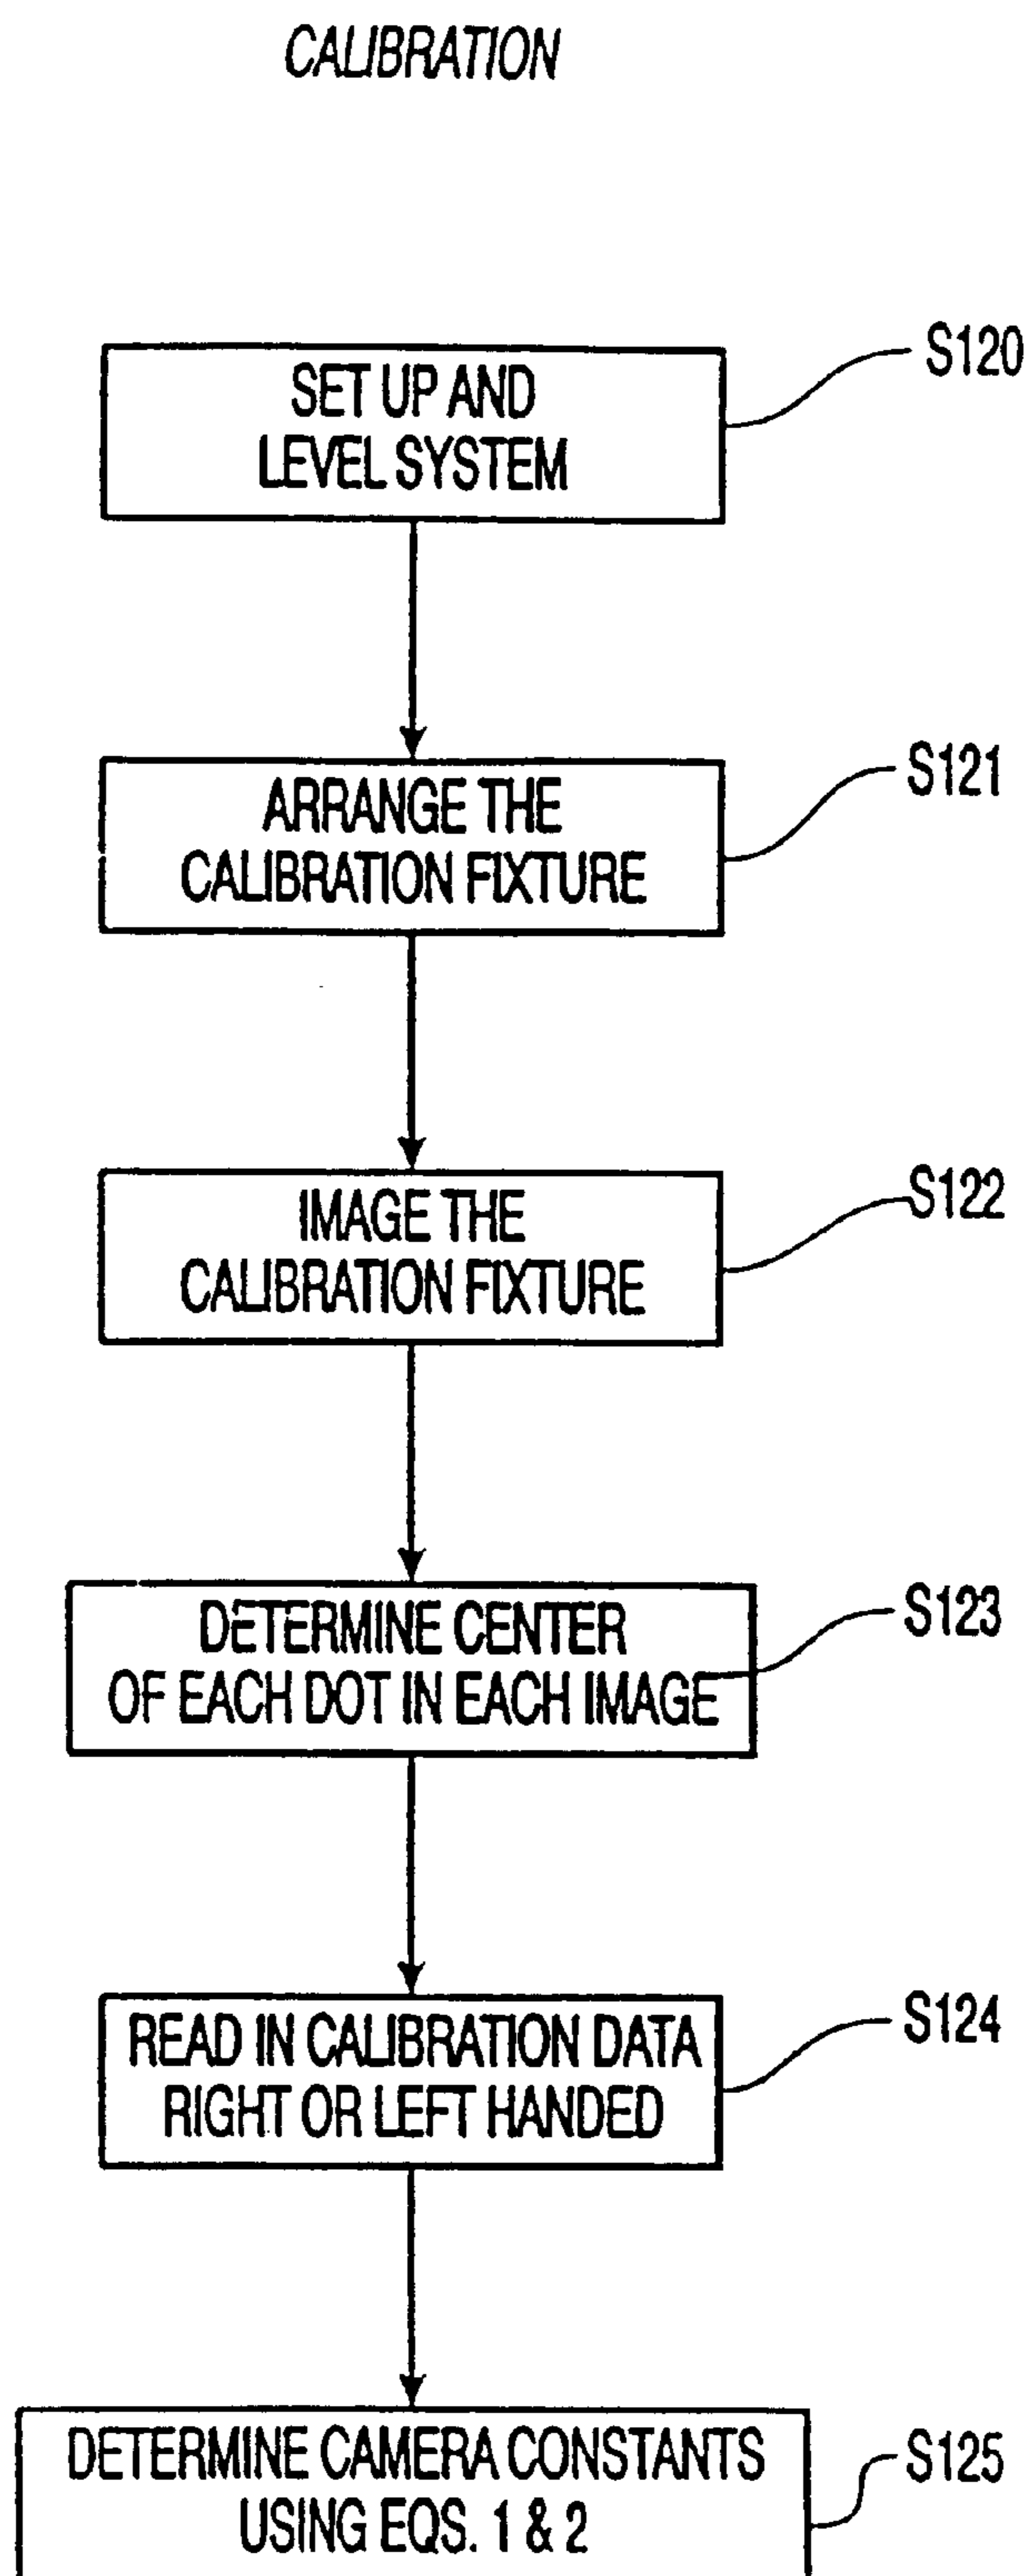 CALIBRATION
SET UP AND
LEVEL SYSTEM
S120
ARRANGE THE
CALIBRATION FIXTURE
S121
IMAGE THE
CALIBRATION FIXTURE
S122
DETERMINE CENTER
OF EACH DOT IN EACH IMAGE
S123
READ IN CALIBRATION DATA
RIGHT OR LEFT HANDED
S124
DETERMINE CAMERA CONSTANTS
USING EQS. 1 & 2
S125